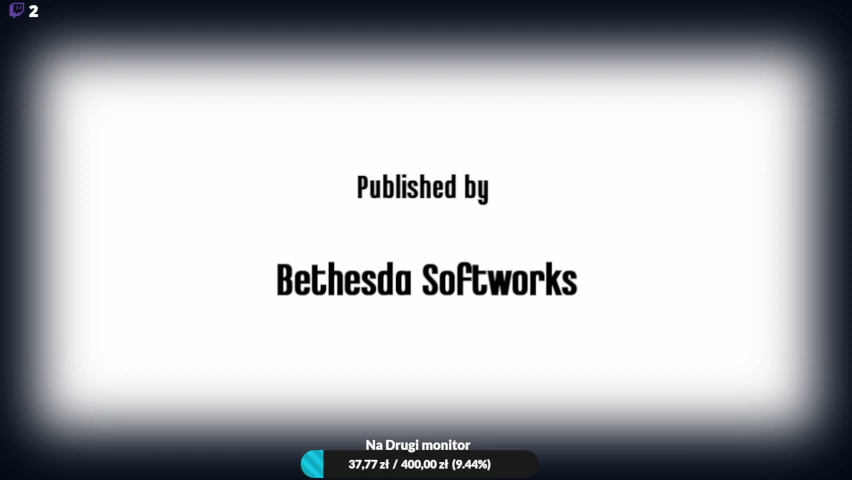 2
Published by
Bethesda Softworks
Na Drugi monitor
37,77 zł / 400,00 zł (9.44%)